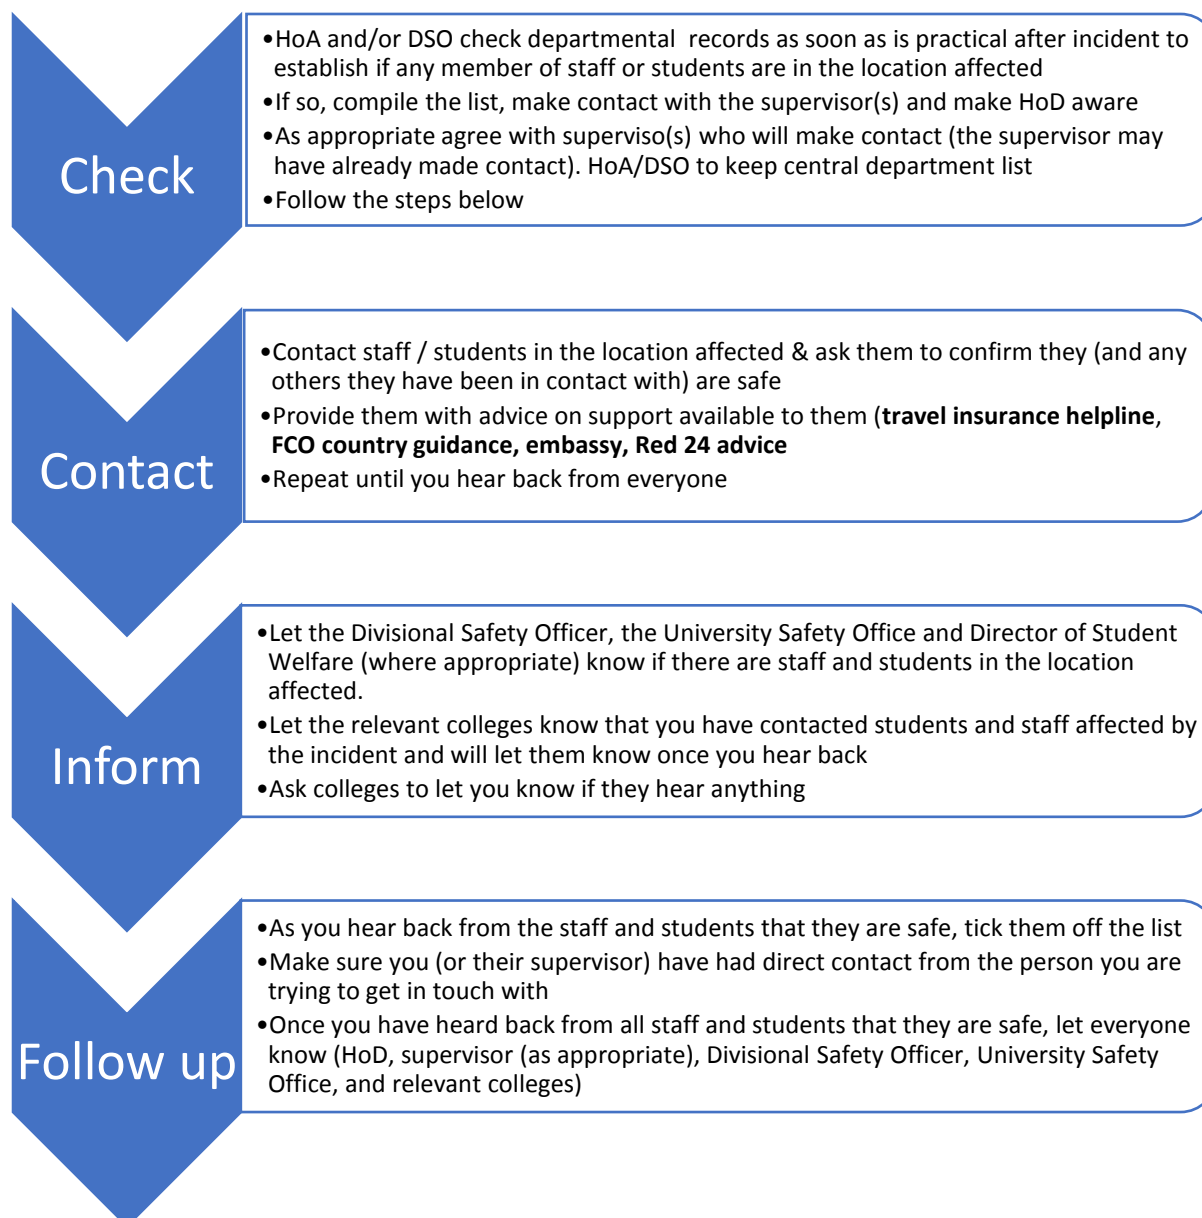 Check
•HoA and/or DSO check departmental  records as soon as is practical after incident to
establish if any member of staff or students are in the location affected
•If so, compile the list, make contact with the supervisor(s) and make HoD aware
•As appropriate agree with superviso(s) who will make contact (the supervisor may
have already made contact). HoA/DSO to keep central department list
•Follow the steps below
Contact
•Contact staff / students in the location affected & ask them to confirm they (and any
others they have been in contact with) are safe
•Provide them with advice on support available to them (travel insurance helpline,
FCO country guidance, embassy, Red 24 advice
•Repeat until you hear back from everyone
Inform
•Let the Divisional Safety Officer, the University Safety Office and Director of Student
Welfare (where appropriate) know if there are staff and students in the location
affected.
•Let the relevant colleges know that you have contacted students and staff affected by
the incident and will let them know once you hear back
•Ask colleges to let you know if they hear anything
Follow up
•As you hear back from the staff and students that they are safe, tick them off the list
•Make sure you (or their supervisor) have had direct contact from the person you are
trying to get in touch with
•Once you have heard back from all staff and students that they are safe, let everyone
know (HoD, supervisor (as appropriate), Divisional Safety Officer, University Safety
Office, and relevant colleges)